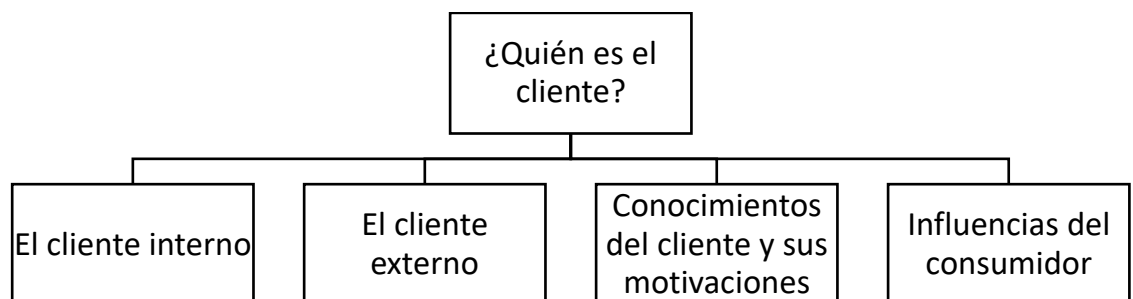 ¿Quién es el
cliente?
El cliente interno
El cliente
externo
Conocimientos
del cliente y sus
motivaciones
Influencias del
consumidor